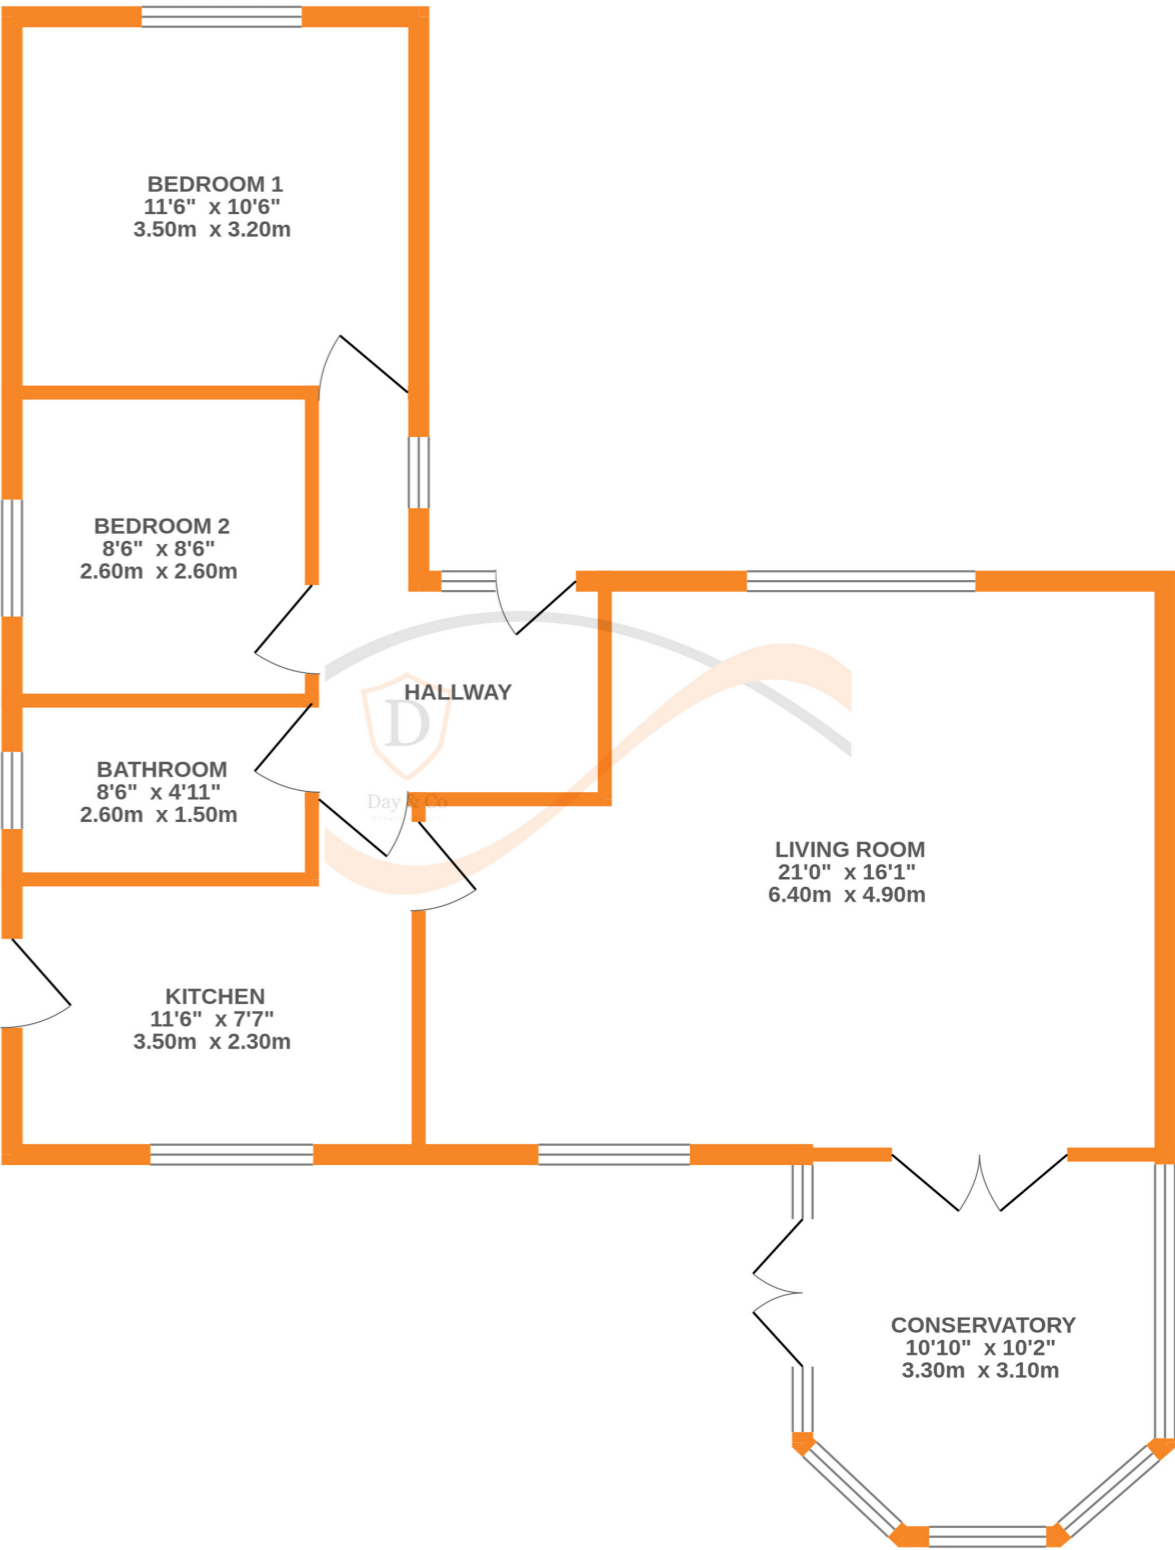 BEDROOM 1
11'6" x 10'6"
3.50m x 3.20m
BEDROOM 2
8'6" x 8'6"
2.60m x 2.60m
HALLWAY
D
Day & Co
BATHROOM
8'6" x 4'11"
2.60m x 1.50m
LIVING ROOM
21'0" x 16'1"
6.40m x 4.90m
KITCHEN
11'6" x 7'7"
3.50m x 2.30m
CONSERVATORY
10'10" x 10'2"
3.30m x 3.10m